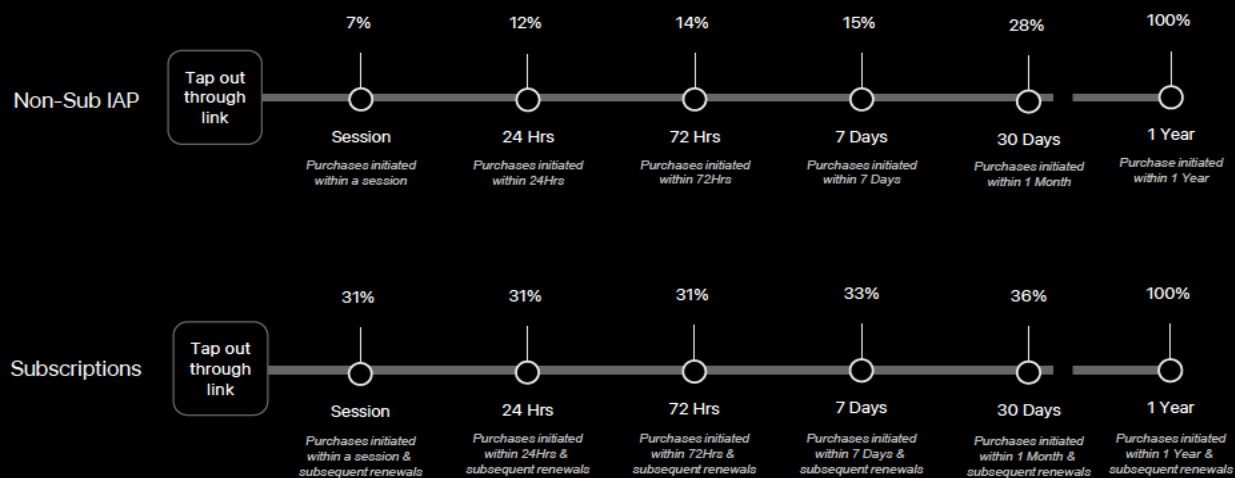 7% 12% 14% 15% 28% 100%
Non-Sub IAP
Tap out
through
link
Session 24 Hrs 72 Hrs 7 Days 30 Days 1 Year
Purchases initiated
within a session
Purchases initiated
within 24Hrs
Purchases initiated
within 72Hrs
Purchases initiated
within 7 Days
Purchases initiated
within 1 Month
Purchase initiated
within 1 Year
31% 31% 31% 33% 36% 100%
Subscriptions
Tap out
through
link
Session 24 Hrs 72 Hrs 7 Days 30 Days 1 Year
Purchases initiated
within a session &
subsequent renewals
Purchases initiated
within 24Hrs &
subsequent renewals
Purchases initiated
within 72Hrs &
subsequent renewals
Purchases initiated
within 7 Days &
subsequent renewals
Purchases initiated
within 1 Month &
subsequent renewals
Purchases initiated
within 1 Year &
subsequent renewals